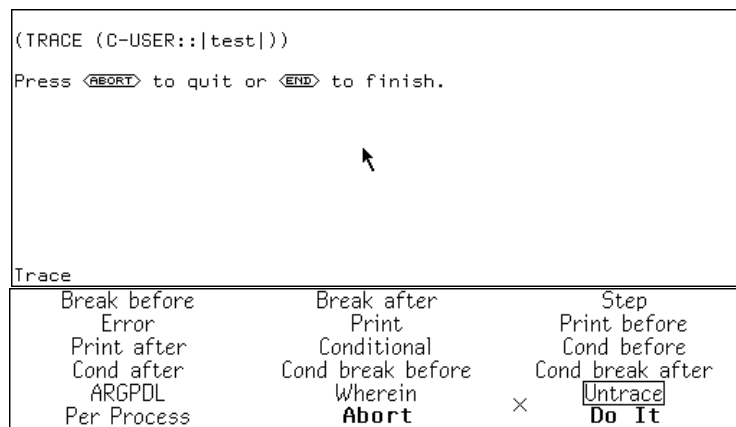 (TRACE (C-USER::|test|))
Press <ABORT> to quit or <END> to finish.
Trace
Break before Break after Step
Error Print Print before
Print after Conditional Cond before
Cond after Cond break before Cond break after
ARGPDL Wherein Untrace
Per Process Abort Do It